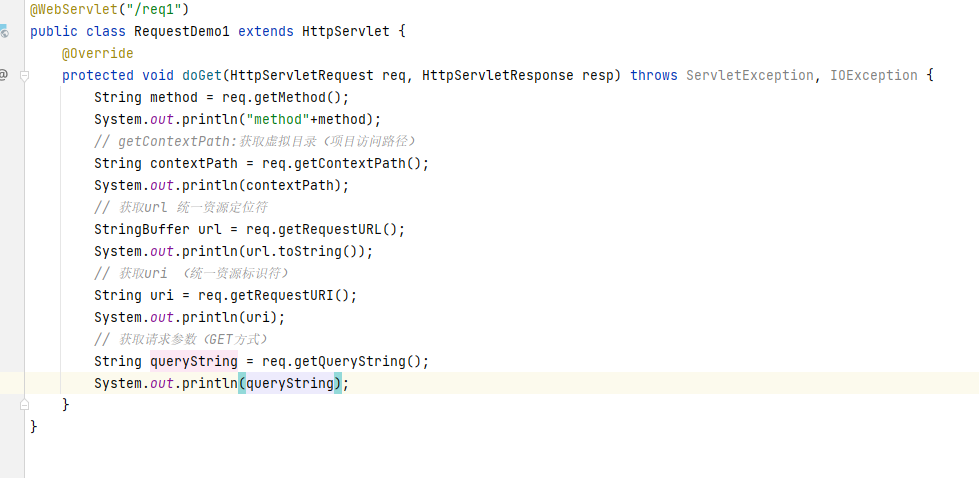 @WebServlet("/req1")
public class RequestDemo1 extends HttpServlet {
@Override
@ protected void doGet(HttpServletRequest req, HttpServletResponse resp) throws ServletException, IOException {
String method = req.getMethod();
System.out.println("method"+method);
// getContextPath:获取虚拟目录（项目访问路径）
String contextPath = req.getContextPath();
System.out.println(contextPath);
// 获取url 统一资源定位符
StringBuffer url = req.getRequestURL();
System.out.println(url.toString());
// 获取uri （统一资源标识符）
String uri = req.getRequestURI();
System.out.println(uri);
// 获取请求参数（GET方式）
String queryString = req.getQueryString();
System.out.println(queryString);
}
}